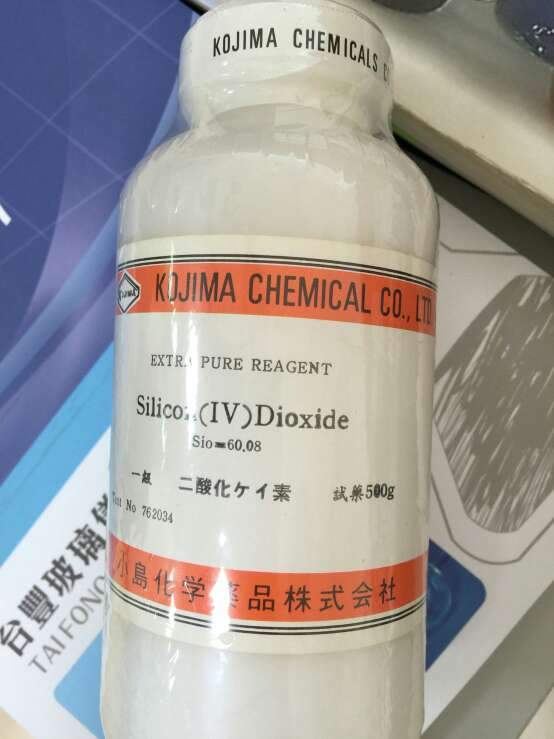 KOJIMA CHEMICALS
KOJIMA CHEMICAL CO., LTD
EXTRA PURE REAGENT
Silicon(IV)Dioxide
Sio=60.08
一級 二酸化ケイ素 試薬500g
Test No 762034
小島化学薬品株式会社
台豐玻璃
TAIFONG